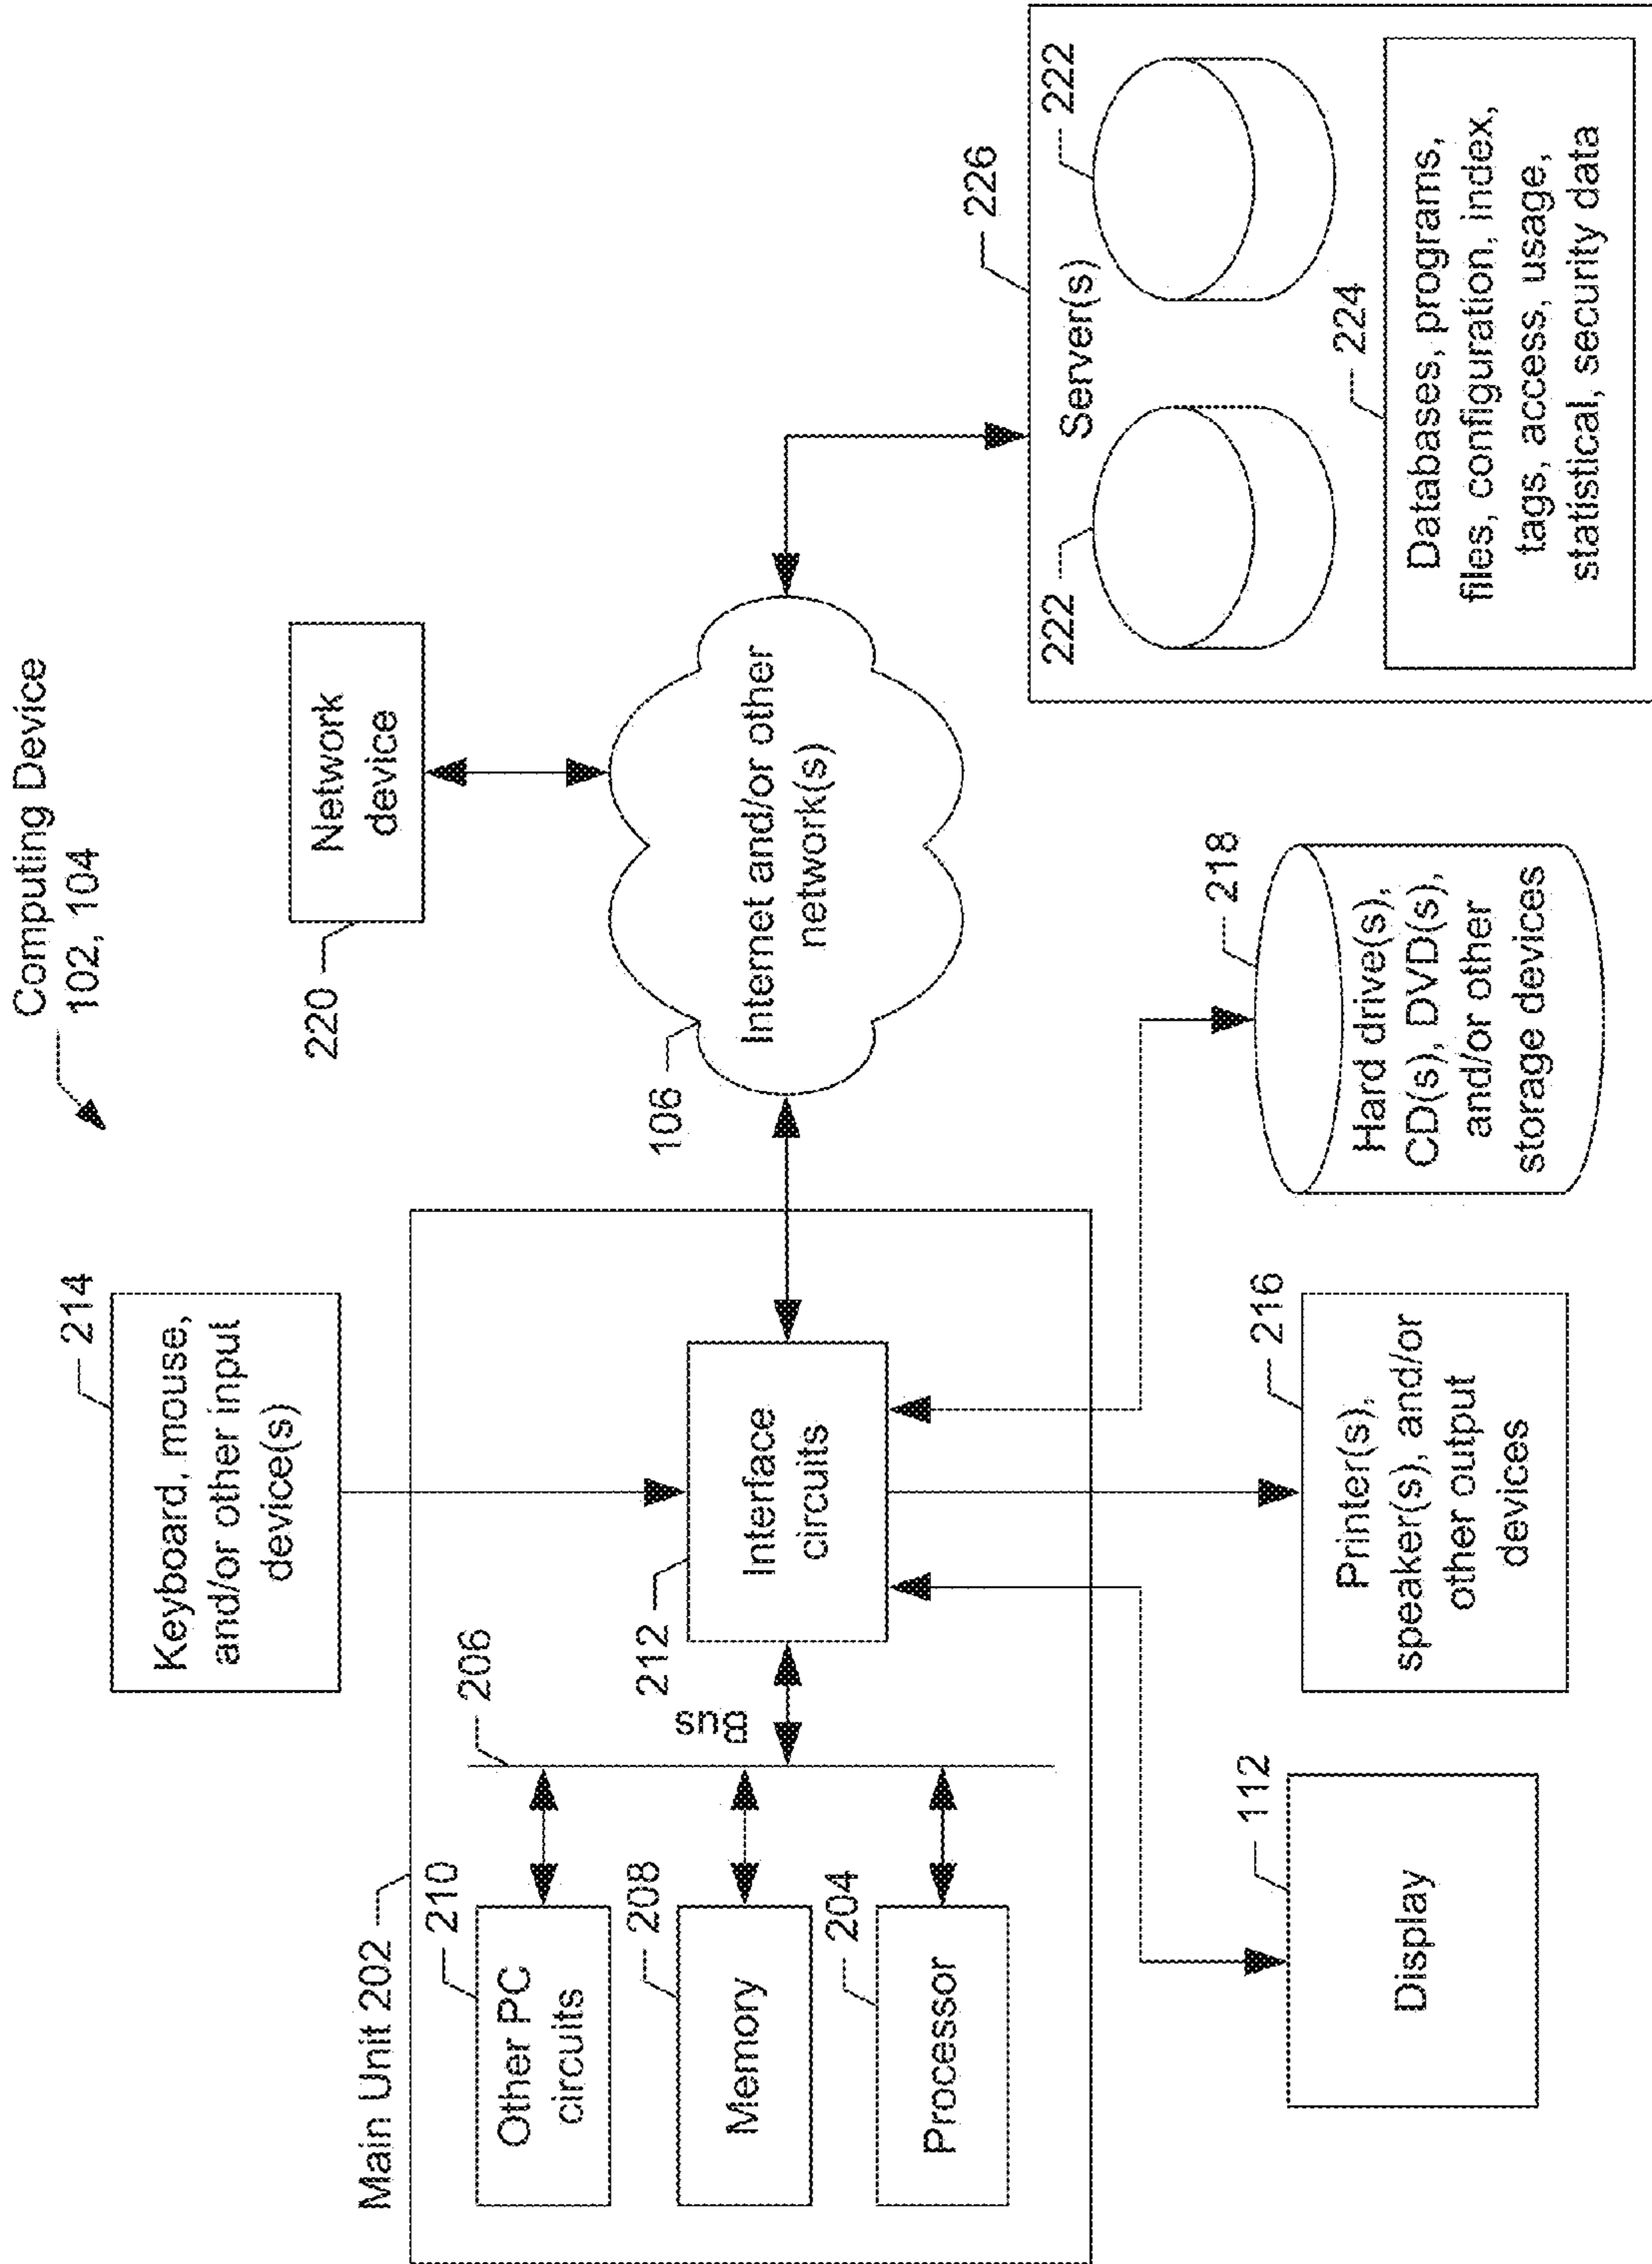 Computing Device
102, 104
Keyboard, mouse,
and/or other input
device(s)
214
Main Unit 202
Other PC
circuits
210
Memory
208
Processor
204
206
Bus
212
Interface
circuits
220
Network
device
106
Internet and/or other
network(s)
226
Server(s)
222
222
224
Databases, programs,
files, configuration, index,
tags, access, usage,
statistical, security data
Display
112
Printer(s),
speaker(s), and/or
other output
devices
216
Hard drive(s),
CD(s), DVD(s),
and/or other
storage devices
218